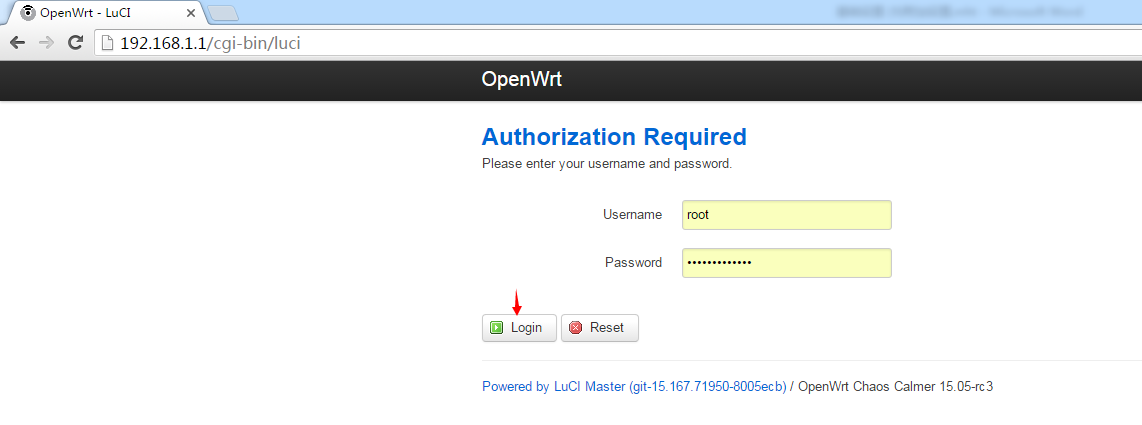 OpenWrt - LuCI
192.168.1.1/cgi-bin/luci
OpenWrt
Authorization Required
Please enter your username and password.
Username root
Password •••••••••••••
Login Reset
Powered by LuCI Master (git-15.167.71950-8005ecb) / OpenWrt Chaos Calmer 15.05-rc3